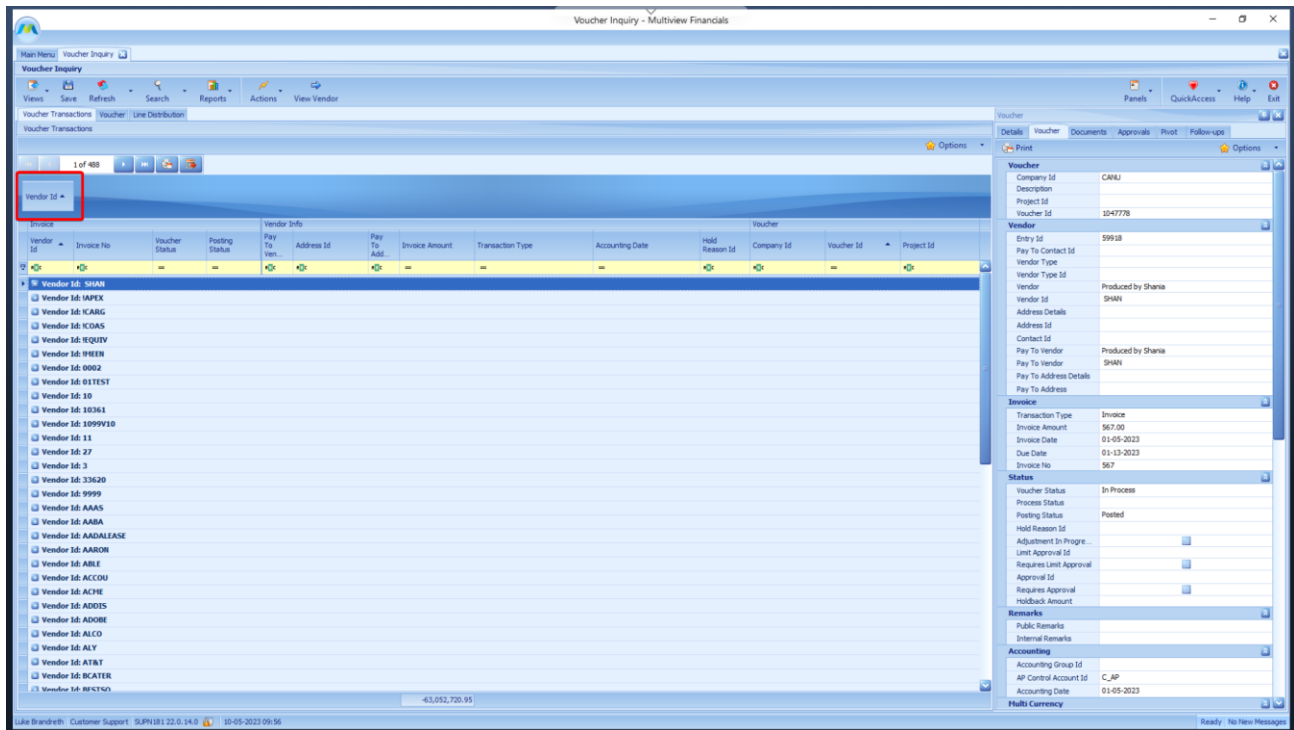 Voucher Inquiry - Multiview Financials
Main Menu Voucher Inquiry
Voucher Inquiry
Views Save Refresh Search Reports Actions View Vendor Panels QuickAccess Help Exit
Voucher Transactions Voucher Line Distribution
Voucher Transactions
Options
1 of 488
Vendor Id
Invoice Vendor Info Voucher
Vendor Id Invoice No Voucher Status Posting Status Pay To Ven... Address Id Pay To Add... Invoice Amount Transaction Type Accounting Date Hold Reason Id Company Id Voucher Id Project Id
= = = = = =
Vendor Id: SHAN
Vendor Id: !APEX
Vendor Id: !CARG
Vendor Id: !COAS
Vendor Id: !EQUIV
Vendor Id: !MEEN
Vendor Id: 0002
Vendor Id: 01TEST
Vendor Id: 10
Vendor Id: 10361
Vendor Id: 1099V10
Vendor Id: 11
Vendor Id: 27
Vendor Id: 3
Vendor Id: 33620
Vendor Id: 9999
Vendor Id: AAAS
Vendor Id: AABA
Vendor Id: AADALEASE
Vendor Id: AARON
Vendor Id: ABLE
Vendor Id: ACCOU
Vendor Id: ACME
Vendor Id: ADDIS
Vendor Id: ADOBE
Vendor Id: ALCO
Vendor Id: ALY
Vendor Id: AT&T
Vendor Id: BCATER
Vendor Id: BESTSO
-63,052,720.95
Voucher
Details Voucher Documents Approvals Pivot Follow-ups
Print Options
Voucher
Company Id CANU
Description
Project Id
Voucher Id 1047778
Vendor
Entry Id 59918
Pay To Contact Id
Vendor Type
Vendor Type Id
Vendor Produced by Shania
Vendor Id SHAN
Address Details
Address Id
Contact Id
Pay To Vendor Produced by Shania
Pay To Vendor SHAN
Pay To Address Details
Pay To Address
Invoice
Transaction Type Invoice
Invoice Amount 567.00
Invoice Date 01-05-2023
Due Date 01-13-2023
Invoice No 567
Status
Voucher Status In Process
Process Status
Posting Status Posted
Hold Reason Id
Adjustment In Progre...
Limit Approval Id
Requires Limit Approval
Approval Id
Requires Approval
Holdback Amount
Remarks
Public Remarks
Internal Remarks
Accounting
Accounting Group Id
AP Control Account Id C_AP
Accounting Date 01-05-2023
Multi Currency
Luke Brandreth Customer Support SUPN181 22.0.14.0 10-05-2023 09:56 Ready No New Messages